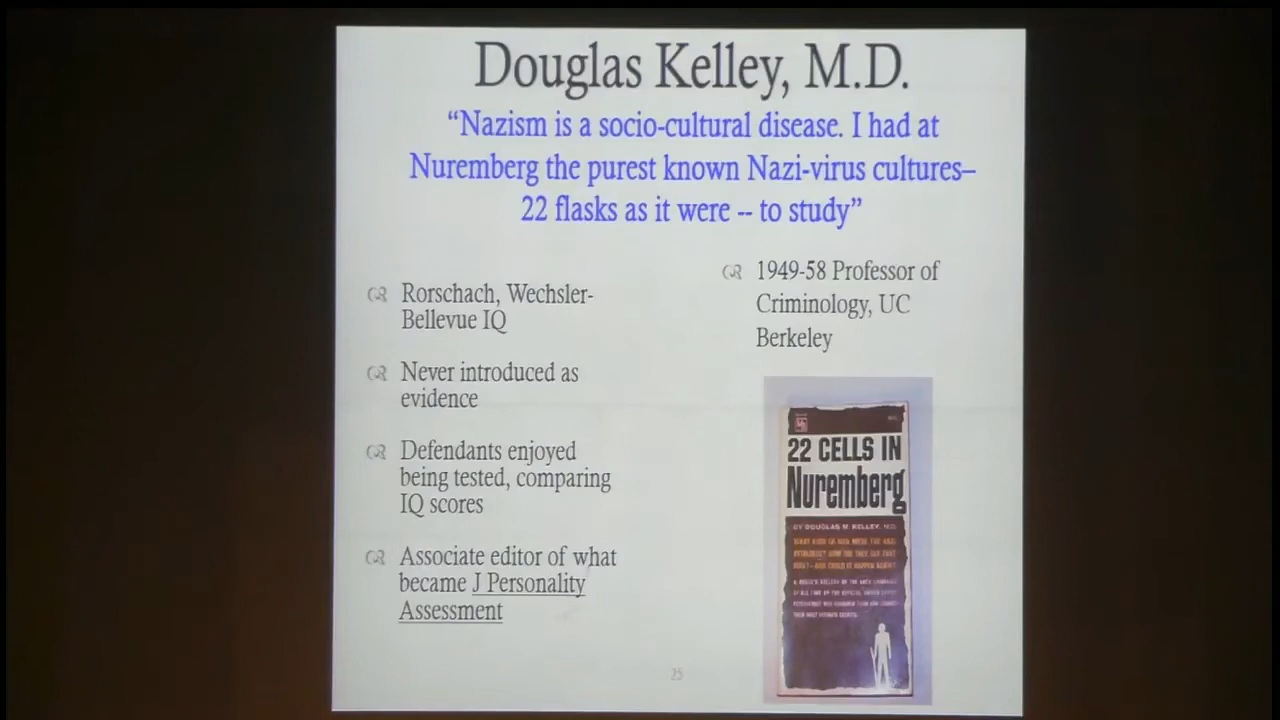 Douglas Kelley, M.D.
“Nazism is a socio-cultural disease. I had at
Nuremberg the purest known Nazi-virus cultures–
22 flasks as it were -- to study”
Rorschach, Wechsler-
Bellevue IQ
Never introduced as
evidence
Defendants enjoyed
being tested, comparing
IQ scores
Associate editor of what
became J Personality
Assessment
1949-58 Professor of
Criminology, UC
Berkeley
22 CELLS IN
Nuremberg
BY DOUGLAS M. KELLEY, M.D.
25